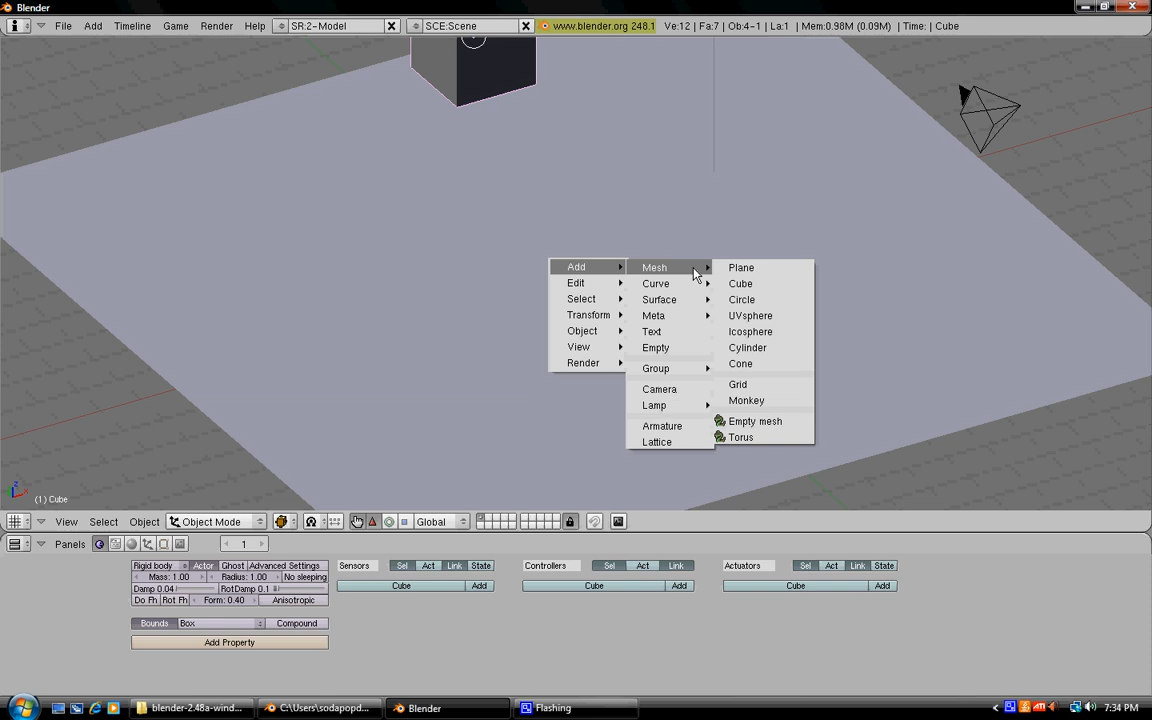 Blender
File Add Timeline Game Render Help SR:2-Model SCE:Scene www.blender.org 248.1 Ve:12 | Fa:7 | Ob:4-1 | La:1 | Mem:0.98M (0.09M) | Time: | Cube
Add Mesh Plane
Edit Curve Cube
Select Surface Circle
Transform Meta UVsphere
Object Text Icosphere
View Empty Cylinder
Render Group Cone
Camera Grid
Lamp Monkey
Armature Empty mesh
Lattice Torus
(1) Cube
View Select Object Object Mode Global
Panels 1
Rigid body Actor Ghost Advanced Settings Sensors Sel Act Link State Controllers Sel Act Link Actuators Sel Act Link State
Mass: 1.00 Radius: 1.00 No sleeping
Damp 0.04 RotDamp 0.1 Cube Add Cube Add Cube Add
Do Fh Rot Fh Form: 0.40 Anisotropic
Bounds Box Compound
Add Property
blender-2.48a-wind... C:\Users\sodapopd... Blender Flashing 7:34 PM